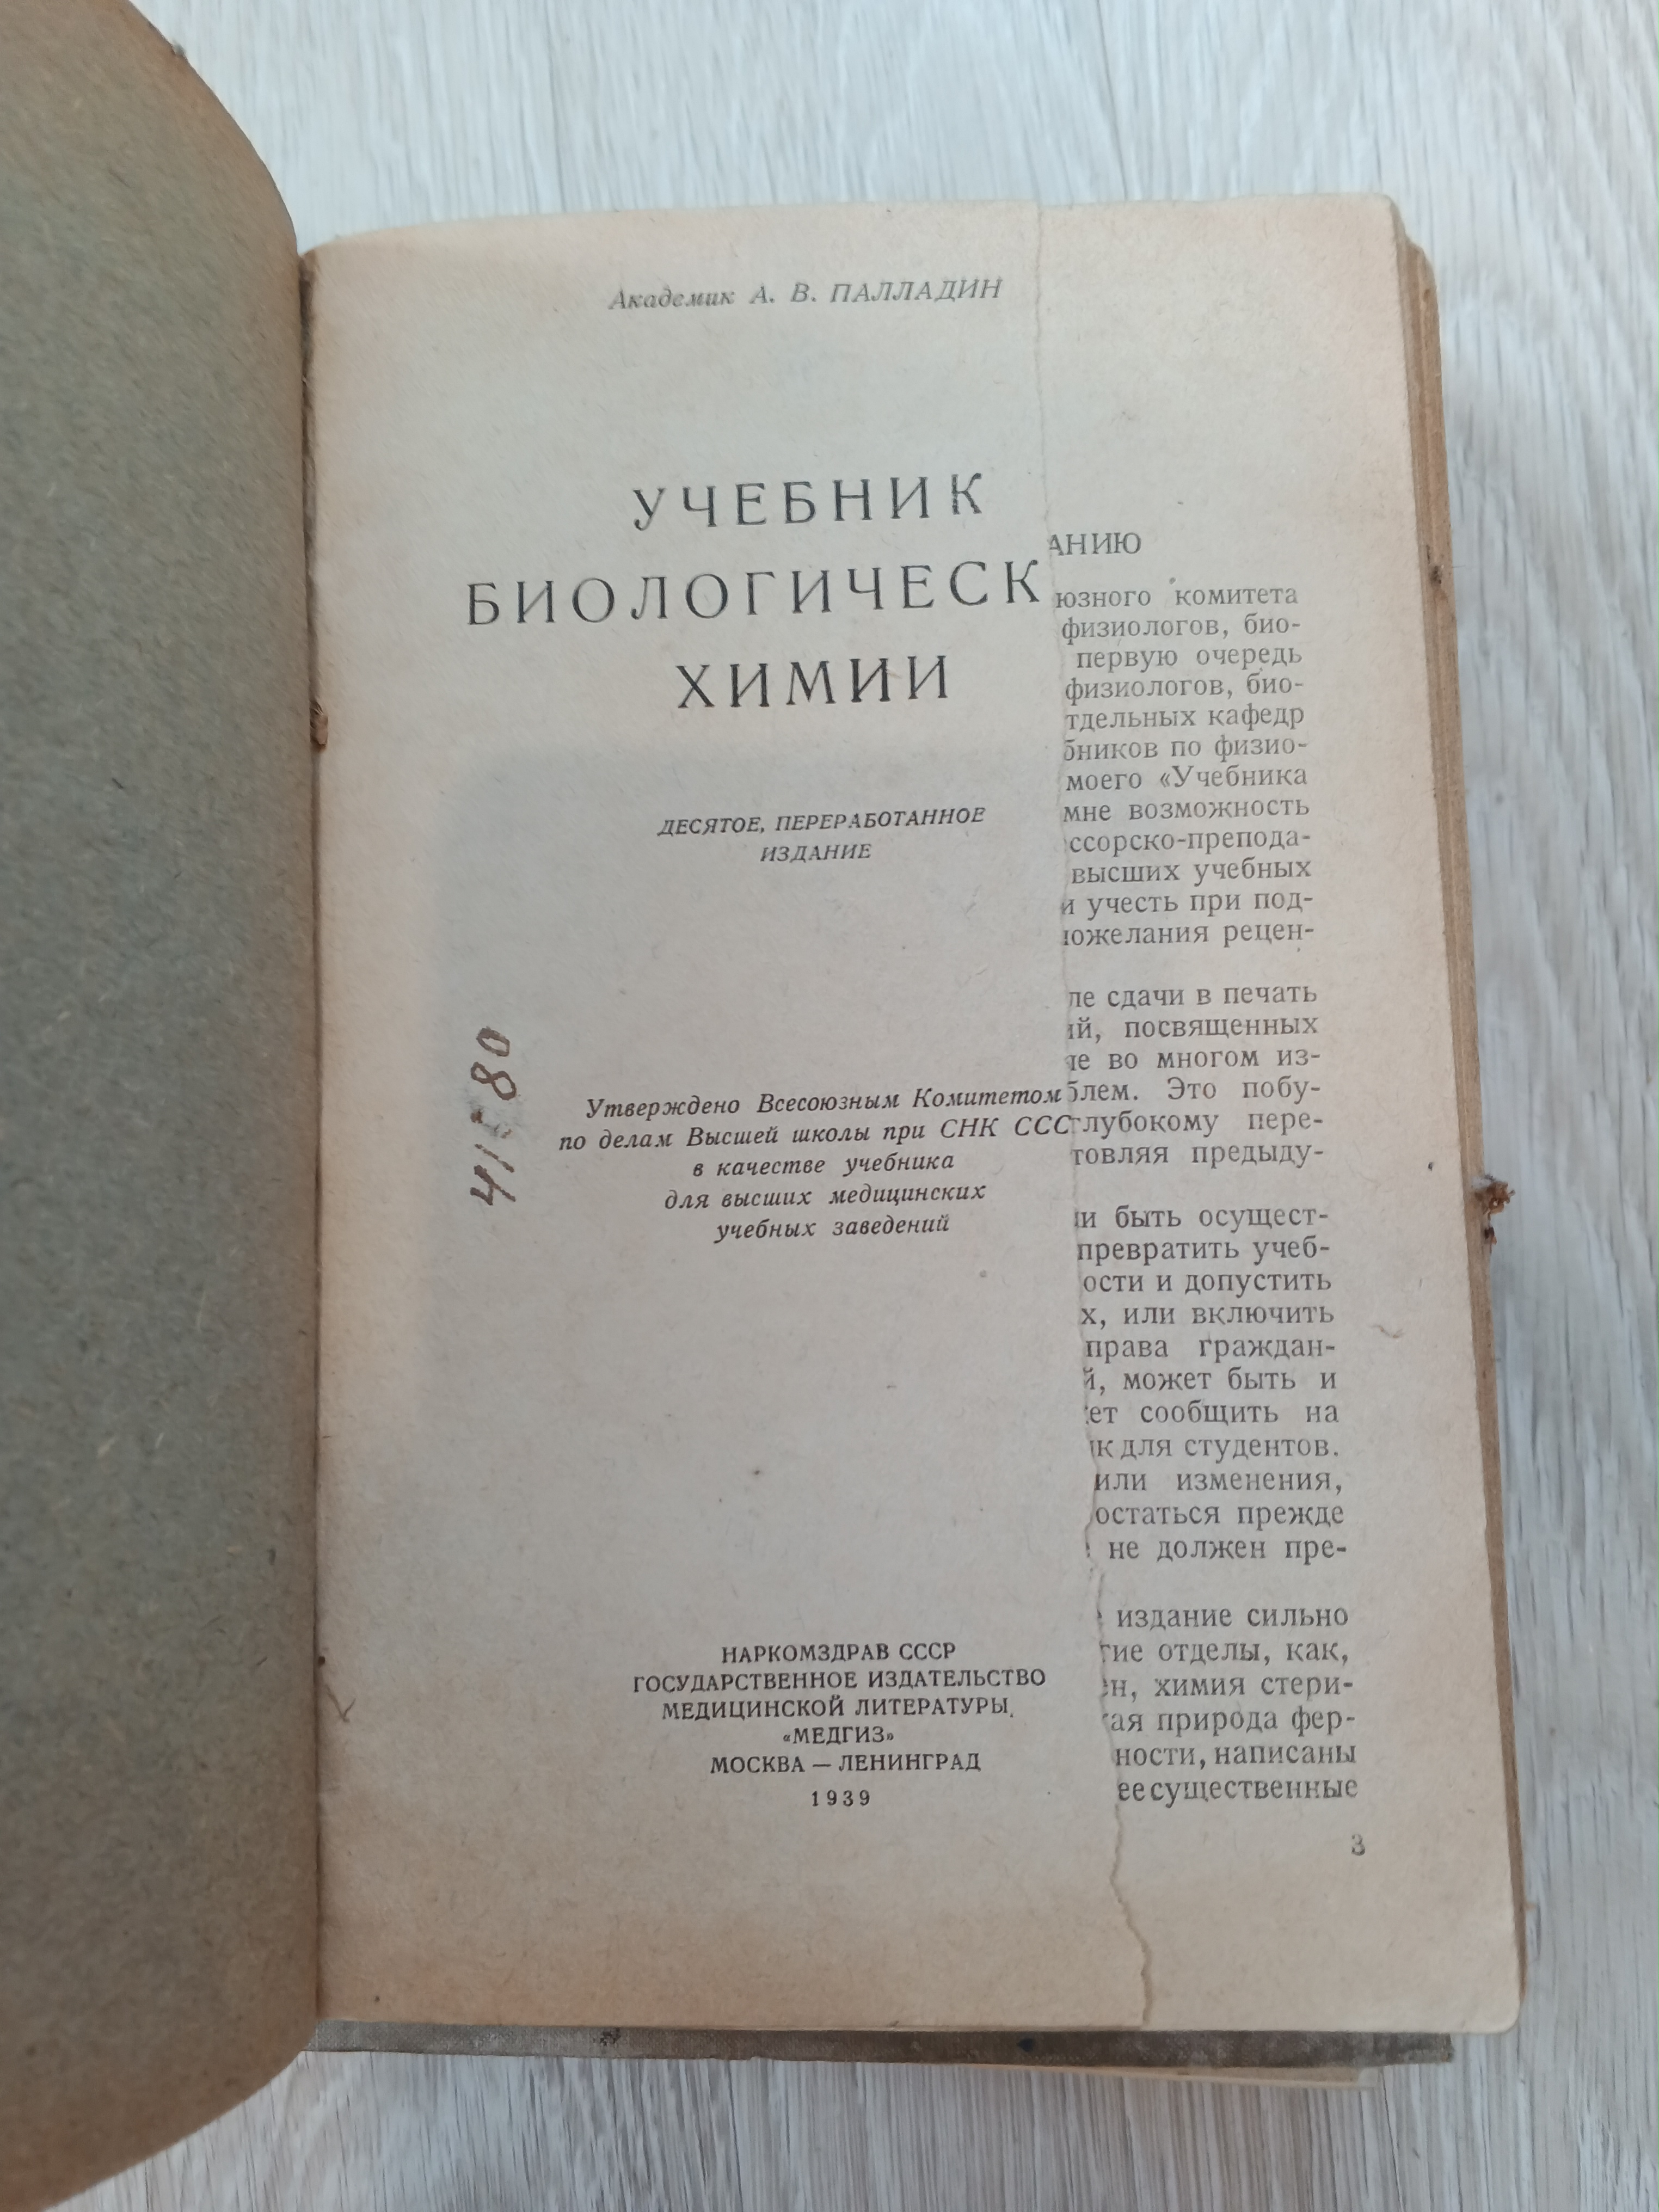 Академик А. В. ПАЛЛАДИН
УЧЕБНИК
БИОЛОГИЧЕСК
ХИМИИ
ДЕСЯТОЕ, ПЕРЕРАБОТАННОЕ
ИЗДАНИЕ
Утверждено Всесоюзным Комитетом
по делам Высшей школы при СНК ССС
в качестве учебника
для высших медицинских
учебных заведений
НАРКОМЗДРАВ СССР
ГОСУДАРСТВЕННОЕ ИЗДАТЕЛЬСТВО
МЕДИЦИНСКОЙ ЛИТЕРАТУРЫ
«МЕДГИЗ»
МОСКВА — ЛЕНИНГРАД
1939
АНИЮ
юзного комитета
физиологов, био-
первую очередь
физиологов, био-
тдельных кафедр
бников по физио-
моего «Учебника
мне возможность
ссорско-препода-
высших учебных
и учесть при под-
ожелания рецен-
ле сдачи в печать
й, посвященных
е во многом из-
блем. Это побу-
глубокому пере-
товляя предыду-
и быть осущест-
превратить учеб-
ости и допустить
х, или включить
права граждан-
й, может быть и
ет сообщить на
к для студентов.
или изменения,
остаться прежде
не должен пре-
издание сильно
гие отделы, как,
н, химия стери-
ая природа фер-
ности, написаны
ее существенные
3